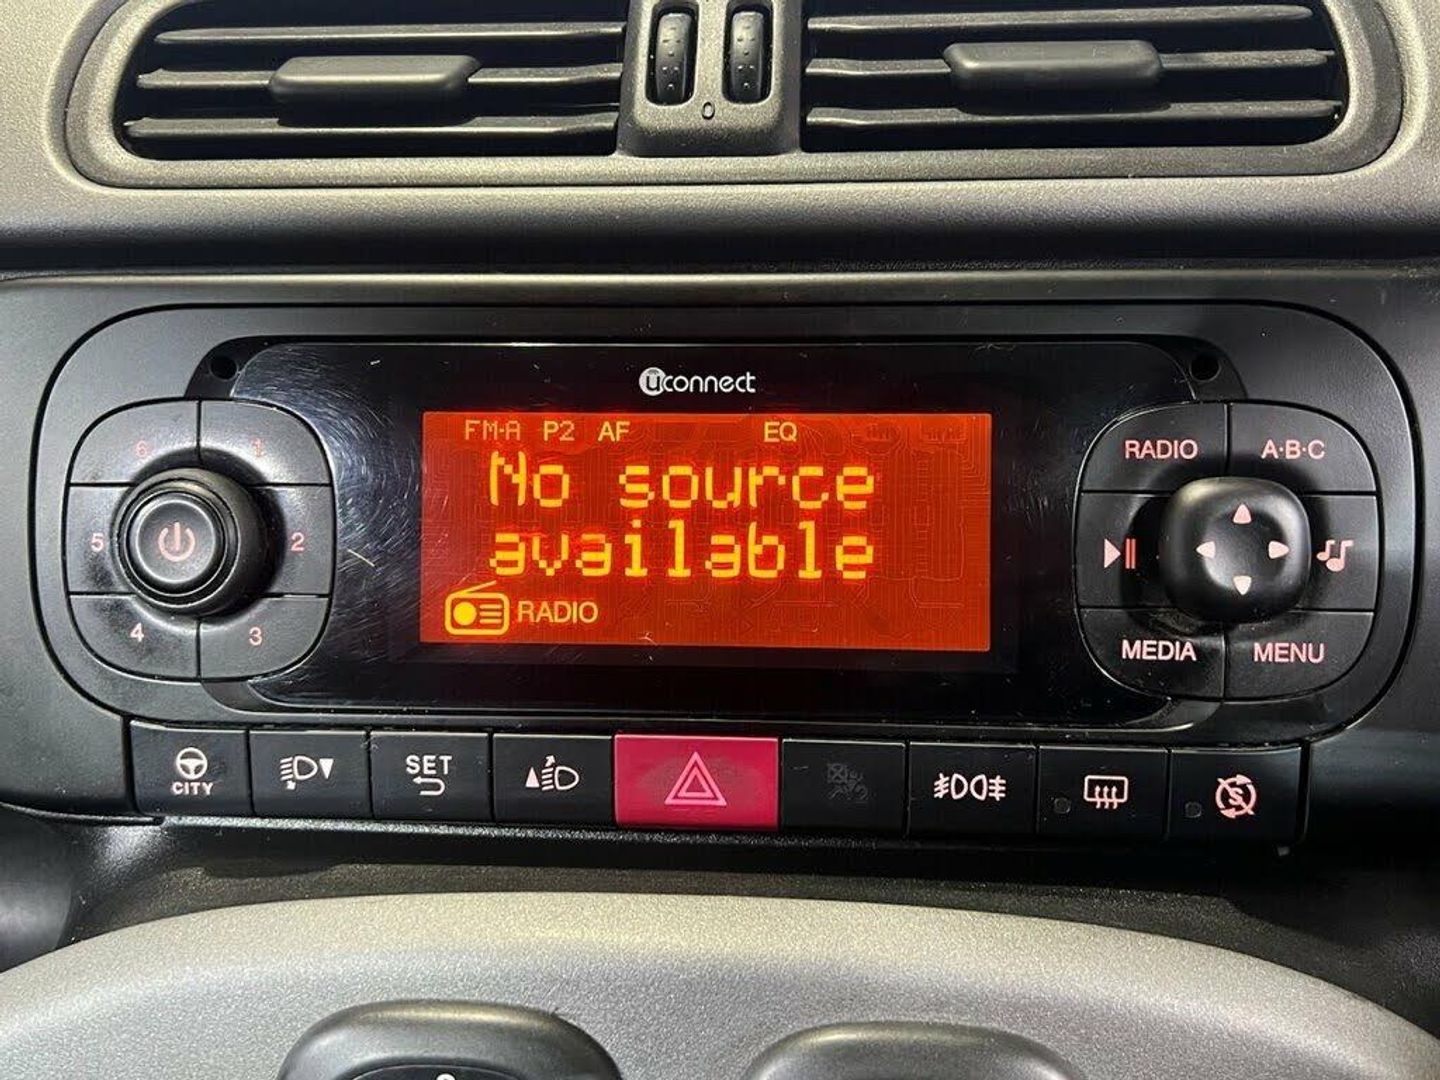 0
uconnect
FM-A P2 AF EQ
No source
available
RADIO
6 1
5 2
4 3
RADIO A·B·C
MEDIA MENU
CITY
SET